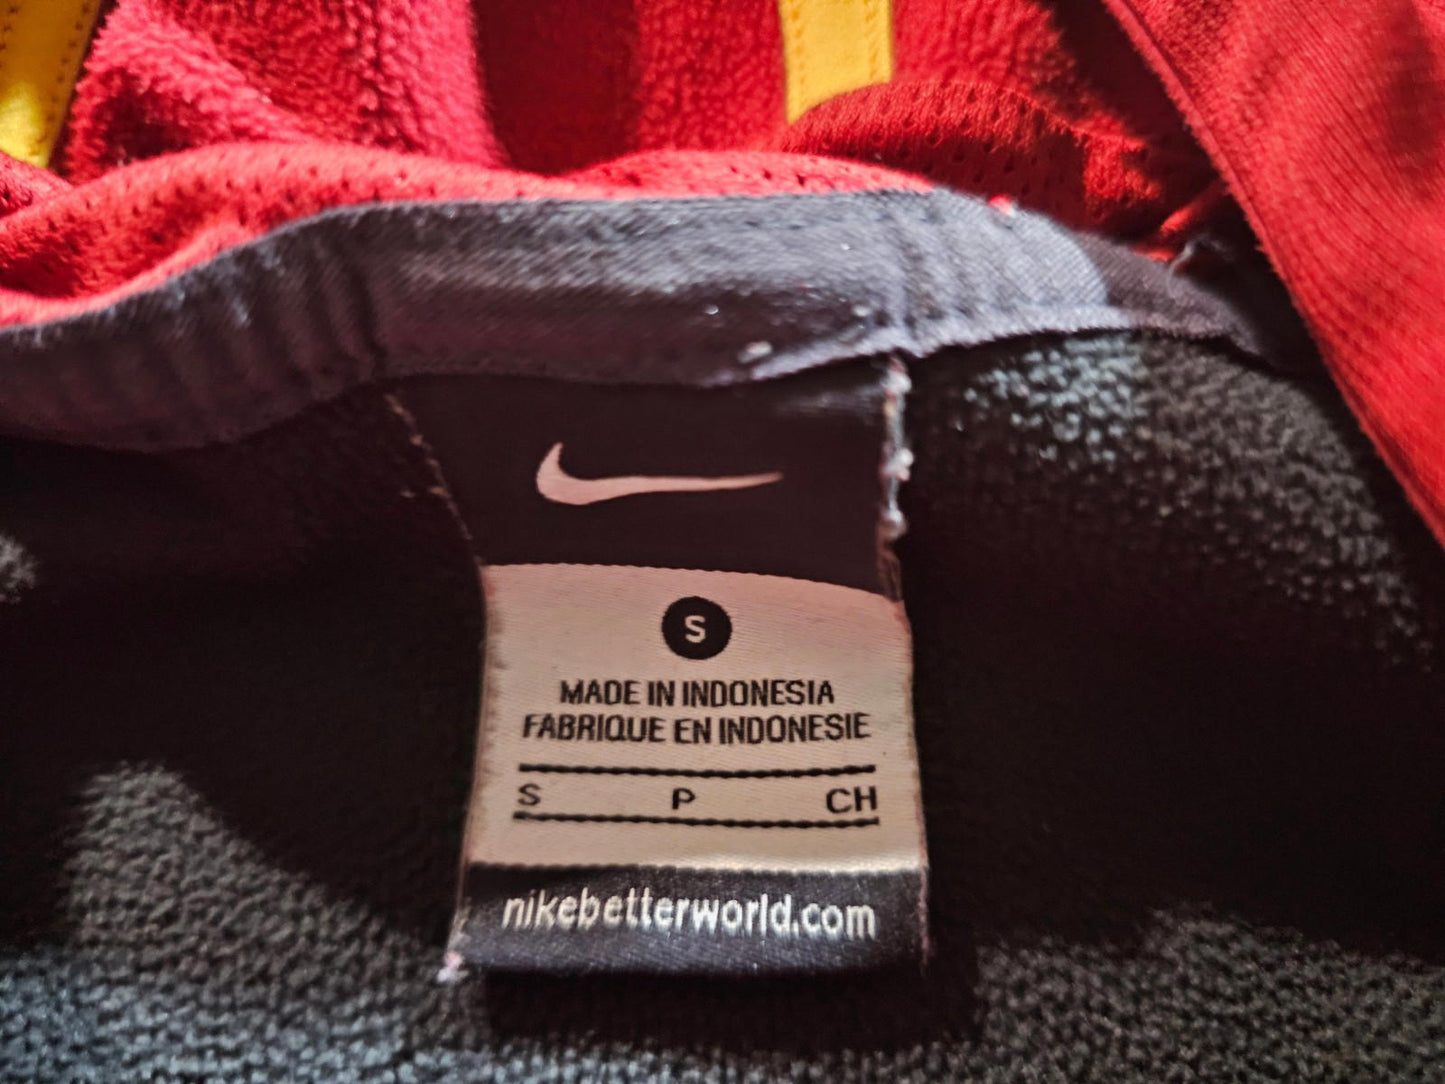 S
MADE IN INDONESIA
FABRIQUE EN INDONESIE
S P CH
nikebetterworld.com